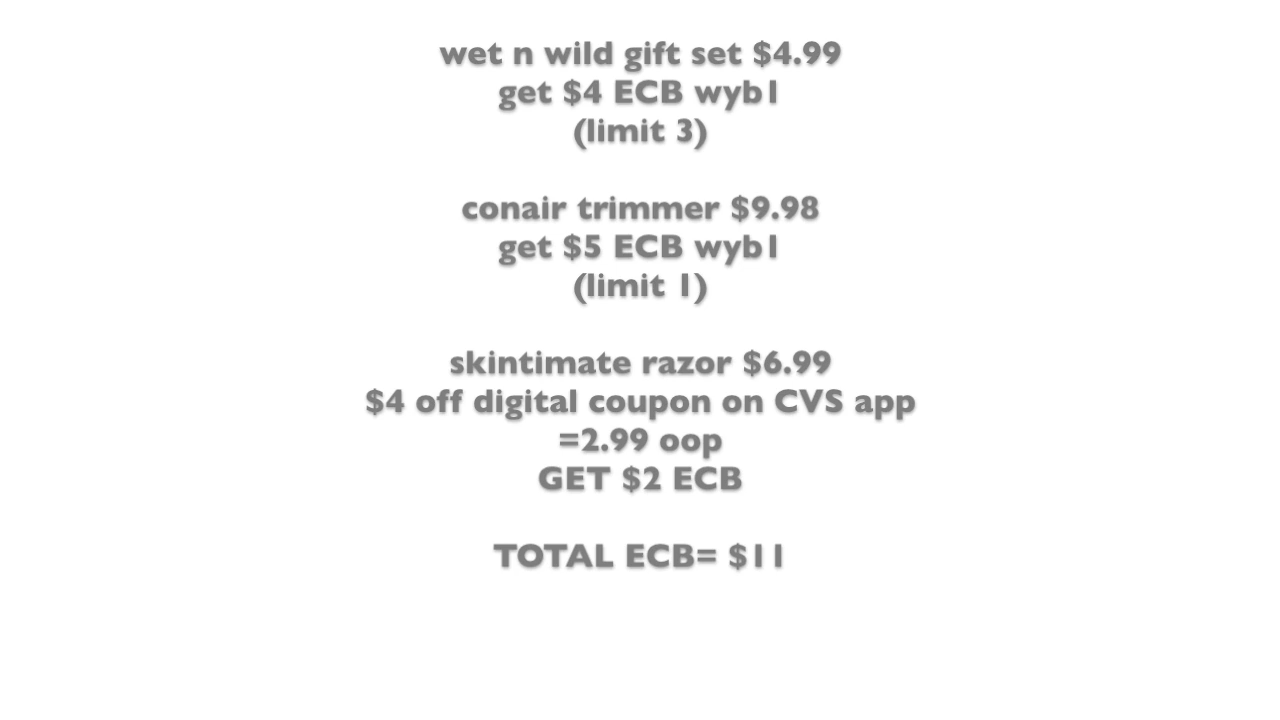 wet n wild gift set $4.99
get $4 ECB wyb1
(limit 3)
conair trimmer $9.98
get $5 ECB wyb1
(limit 1)
skintimate razor $6.99
$4 off digital coupon on CVS app
=2.99 oop
GET $2 ECB
TOTAL ECB= $11